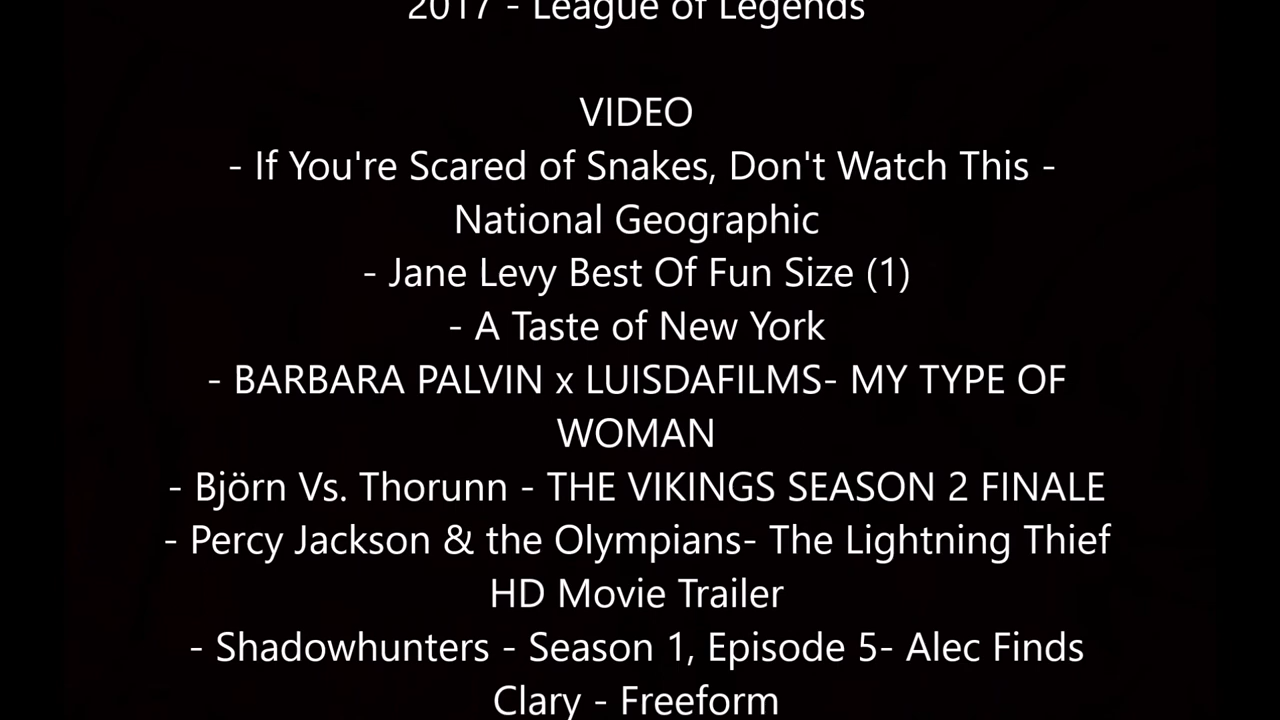 2017 - League of Legends
VIDEO
- If You're Scared of Snakes, Don't Watch This -
National Geographic
- Jane Levy Best Of Fun Size (1)
- A Taste of New York
- BARBARA PALVIN x LUISDAFILMS- MY TYPE OF
WOMAN
- Björn Vs. Thorunn - THE VIKINGS SEASON 2 FINALE
- Percy Jackson & the Olympians- The Lightning Thief
HD Movie Trailer
- Shadowhunters - Season 1, Episode 5- Alec Finds
Clary - Freeform